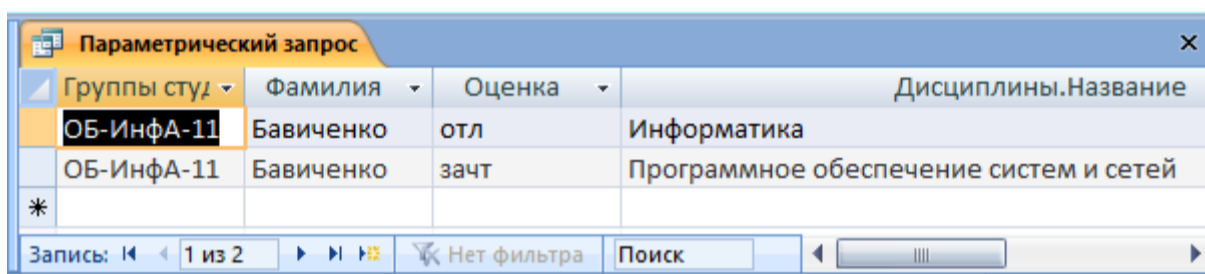 Параметрический запрос
Группы студ Фамилия Оценка Дисциплины.Название
ОБ-ИнфА-11 Бавиченко отл Информатика
ОБ-ИнфА-11 Бавиченко зачт Программное обеспечение систем и сетей
Запись: 1 из 2 Нет фильтра Поиск